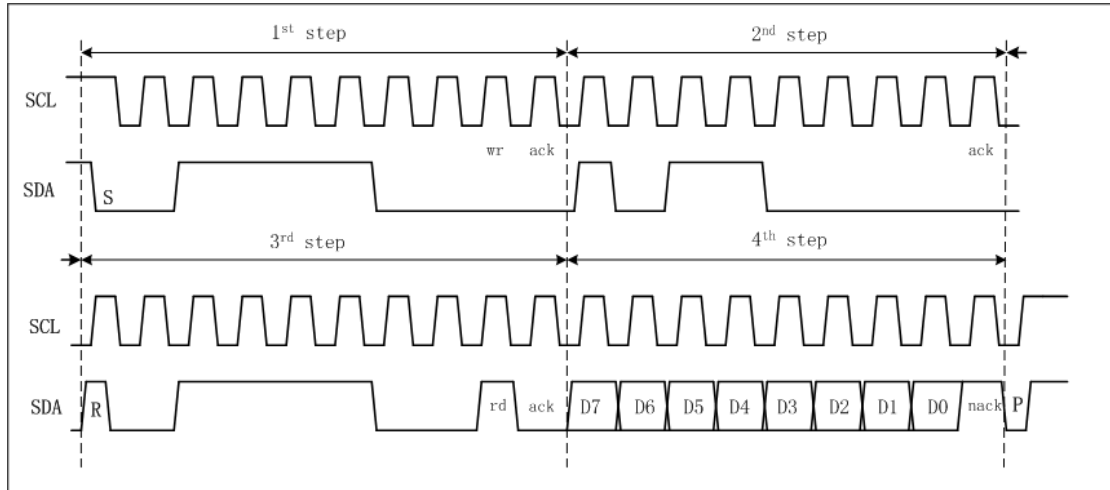 1st step 2nd step
SCL
wr ack ack
SDA S
3rd step 4th step
SCL
SDA R rd ack D7 D6 D5 D4 D3 D2 D1 D0 nack P